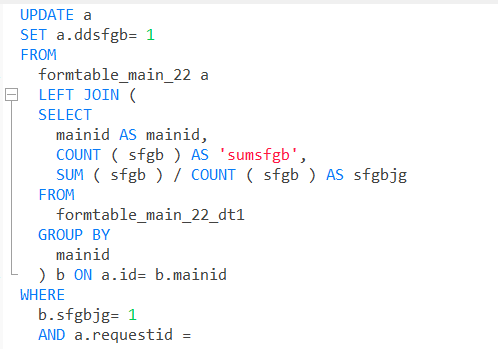 UPDATE a
SET a.ddsfgb= 1
FROM
formtable_main_22 a
LEFT JOIN (
SELECT
mainid AS mainid,
COUNT ( sfgb ) AS 'sumsfgb',
SUM ( sfgb ) / COUNT ( sfgb ) AS sfgbjg
FROM
formtable_main_22_dt1
GROUP BY
mainid
) b ON a.id= b.mainid
WHERE
b.sfgbjg= 1
AND a.requestid =